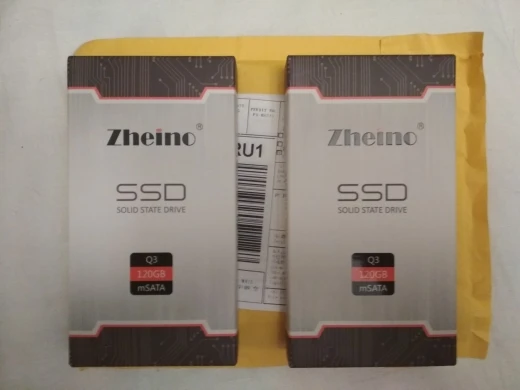 Zheino®
SSD
SOLID STATE DRIVE
Q3
120GB
mSATA
RU1
Zheino®
SSD
SOLID STATE DRIVE
Q3
120GB
mSATA